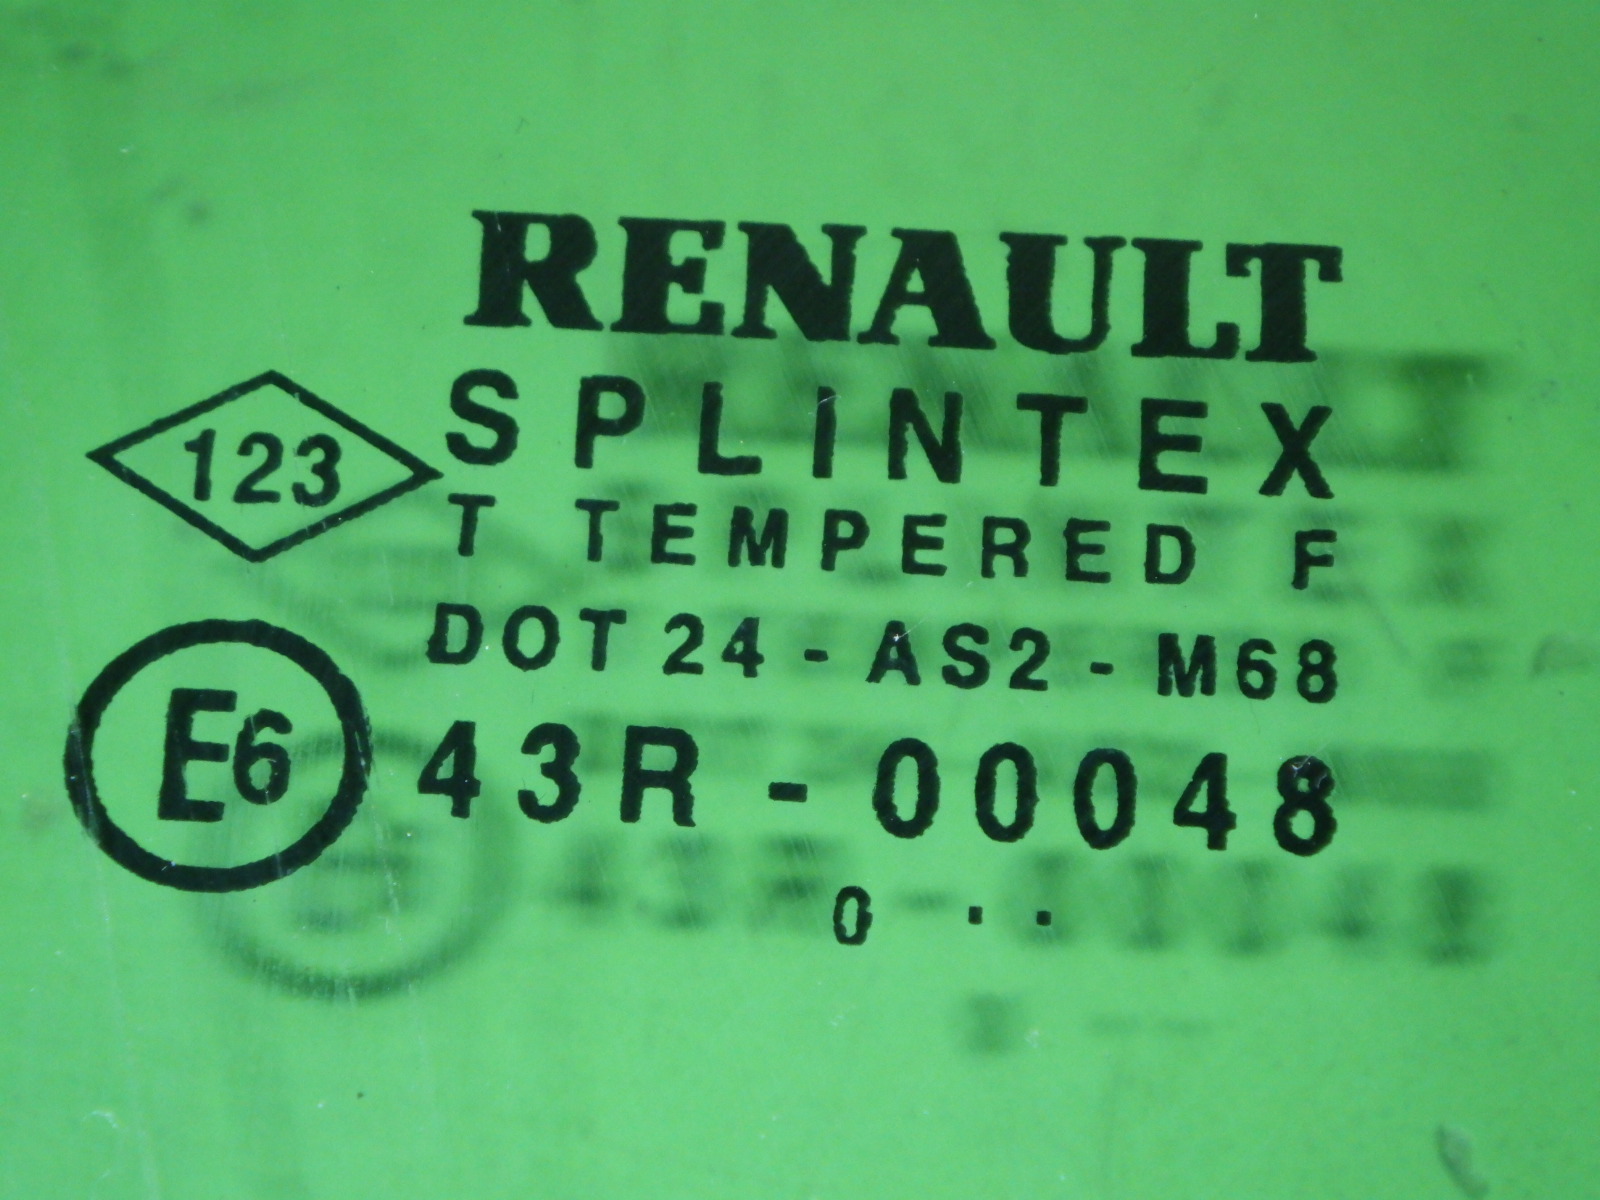 RENAULT
123
SPLINTEX
T TEMPERED F
DOT 24 - AS2 - M68
E6
43R - 00048
0 ··